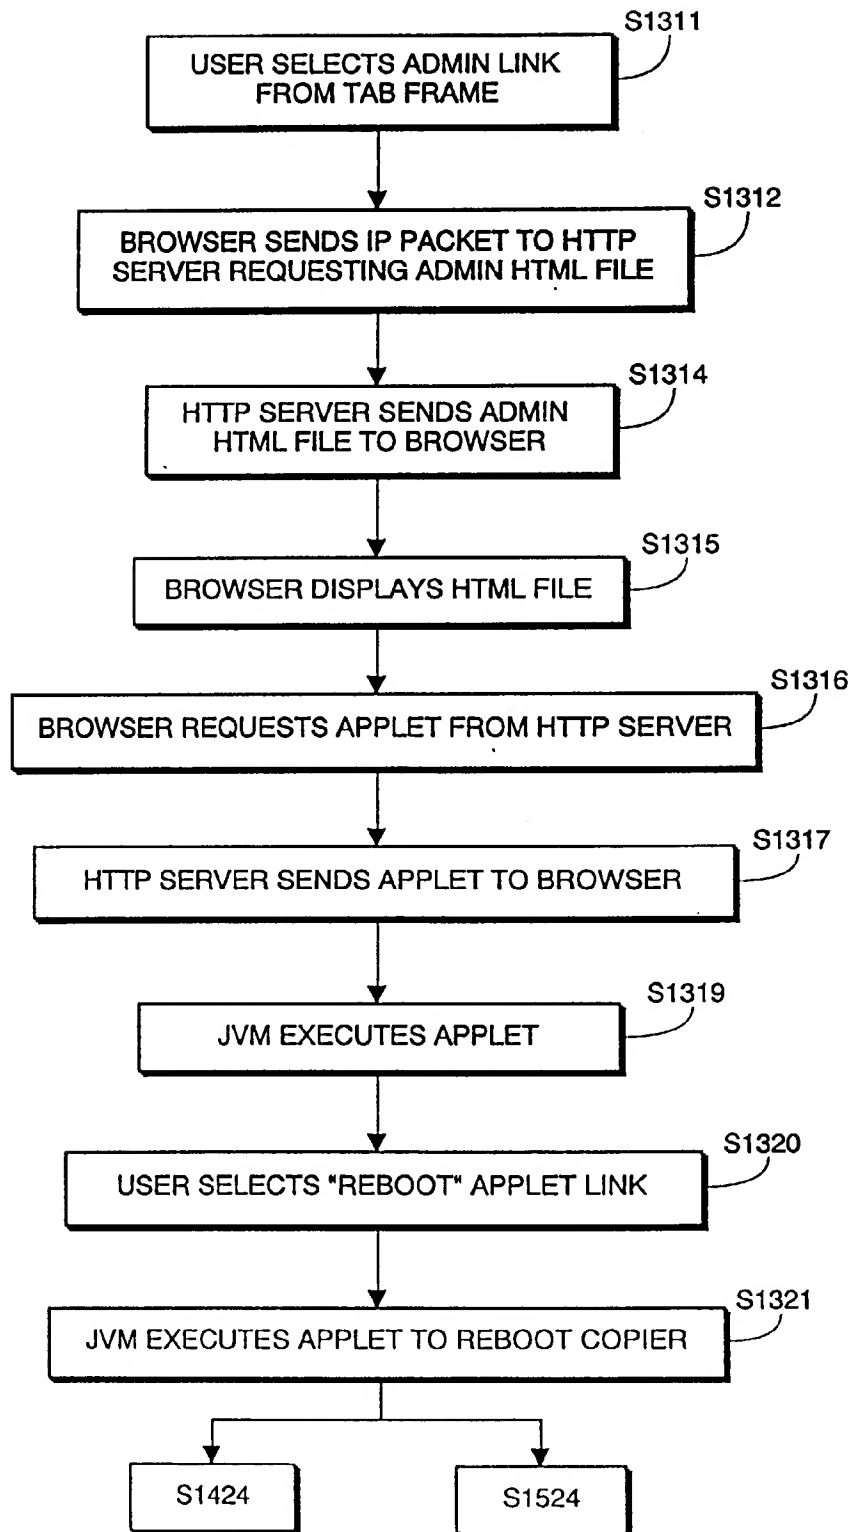 S1311
USER SELECTS ADMIN LINK
FROM TAB FRAME
S1312
BROWSER SENDS IP PACKET TO HTTP
SERVER REQUESTING ADMIN HTML FILE
S1314
HTTP SERVER SENDS ADMIN
HTML FILE TO BROWSER
S1315
BROWSER DISPLAYS HTML FILE
S1316
BROWSER REQUESTS APPLET FROM HTTP SERVER
S1317
HTTP SERVER SENDS APPLET TO BROWSER
S1319
JVM EXECUTES APPLET
S1320
USER SELECTS "REBOOT" APPLET LINK
S1321
JVM EXECUTES APPLET TO REBOOT COPIER
S1424
S1524